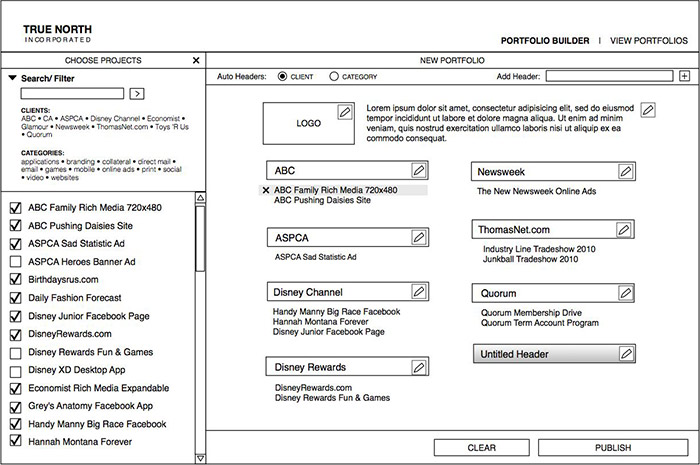 TRUE NORTH
INCORPORATED
PORTFOLIO BUILDER | VIEW PORTFOLIOS
CHOOSE PROJECTS
Search/ Filter
>
CLIENTS:
ABC • CA • ASPCA • Disney Channel • Economist •
Glamour • Newsweek • ThomasNet.com • Toys 'R Us
• Quorum
CATEGORIES:
applications • branding • collateral • direct mail •
email • games • mobile • online ads • print • social
• video • websites
ABC Family Rich Media 720x480
ABC Pushing Daisies Site
ASPCA Sad Statistic Ad
ASPCA Heroes Banner Ad
Birthdaysrus.com
Daily Fashion Forecast
Disney Junior Facebook Page
DisneyRewards.com
Disney Rewards Fun & Games
Disney XD Desktop App
Economist Rich Media Expandable
Grey's Anatomy Facebook App
Handy Manny Big Race Facebook
Hannah Montana Forever
NEW PORTFOLIO
Auto Headers: CLIENT CATEGORY Add Header:
LOGO
Lorem ipsum dolor sit amet, consectetur adipisicing elit, sed do eiusmod
tempor incididunt ut labore et dolore magna aliqua. Ut enim ad minim
veniam, quis nostrud exercitation ullamco laboris nisi ut aliquip ex ea
commodo consequat.
ABC
ABC Family Rich Media 720x480
ABC Pushing Daisies Site
ASPCA
ASPCA Sad Statistic Ad
Disney Channel
Handy Manny Big Race Facebook
Hannah Montana Forever
Disney Junior Facebook Page
Disney Rewards
DisneyRewards.com
Disney Rewards Fun & Games
Newsweek
The New Newsweek Online Ads
ThomasNet.com
Industry Line Tradeshow 2010
Junkball Tradeshow 2010
Quorum
Quorum Membership Drive
Quorum Term Account Program
Untitled Header
CLEAR
PUBLISH